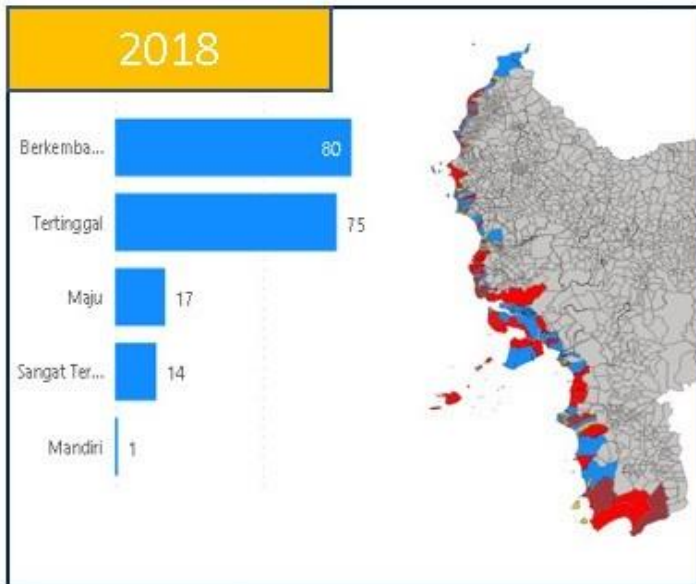 2018
Berkemba... 80
Tertinggal 75
Maju 17
Sangat Ter... 14
Mandiri 1